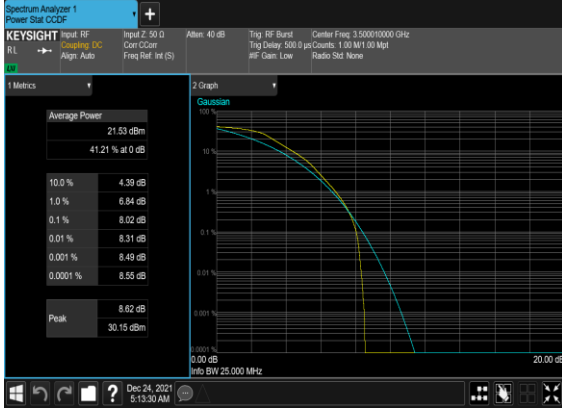 Spectrum Analyzer 1
Power Stat CCDF
+
KEYSIGHT
RL
LXI
Input: RF
Coupling: DC
Align: Auto
Input Z: 50 Ω
Corr CCorr
Freq Ref: Int (S)
Atten: 40 dB
Trig: RF Burst
Trig Delay: 500.0 µs
#IF Gain: Low
Center Freq: 3.500010000 GHz
Counts: 1.00 M/1.00 Mpt
Radio Std: None
1 Metrics
Average Power
21.53 dBm
41.21 % at 0 dB
10.0 % 4.39 dB
1.0 % 6.84 dB
0.1 % 8.02 dB
0.01 % 8.31 dB
0.001 % 8.49 dB
0.0001 % 8.55 dB
Peak
8.62 dB
30.15 dBm
2 Graph
Gaussian
100 %
10 %
1 %
0.1 %
0.01 %
0.001 %
0.0001 %
0.00 dB
20.00 dB
Info BW 25.000 MHz
?
Dec 24, 2021
5:13:30 AM